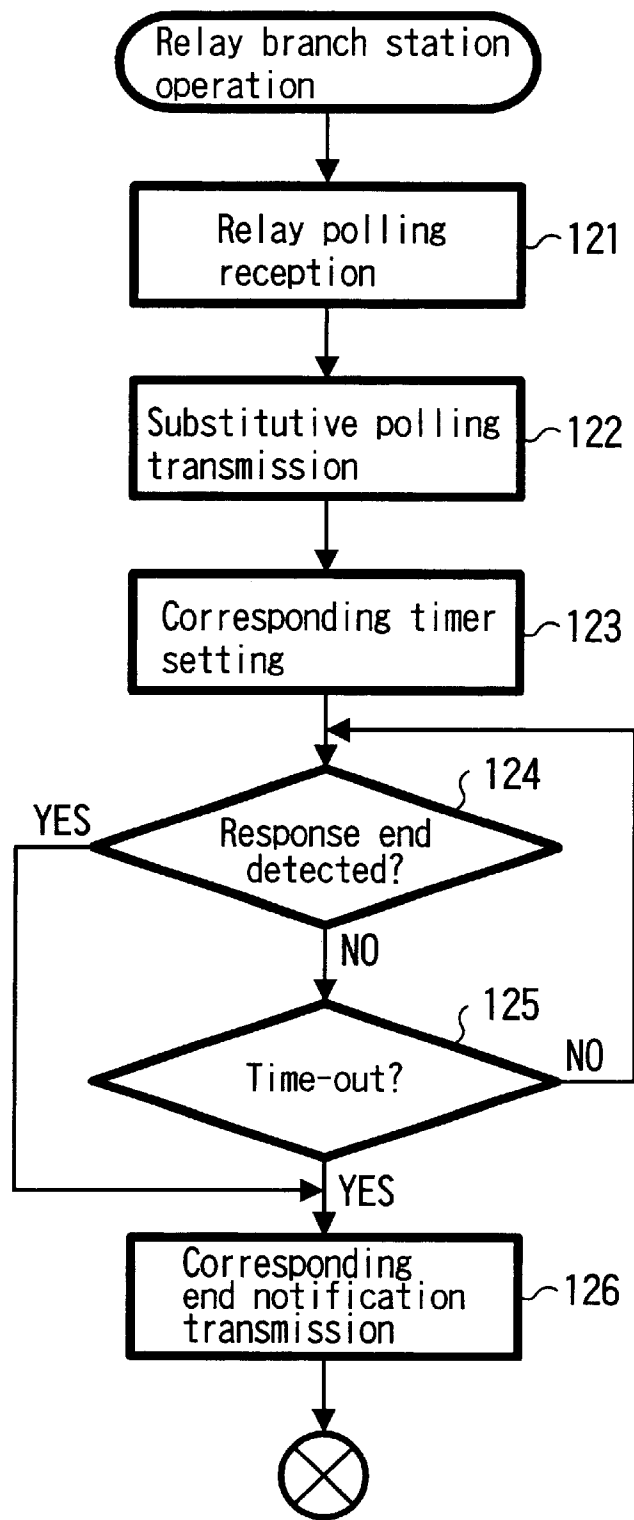 Relay branch station
operation
Relay polling
reception
121
Substitutive polling
transmission
122
Corresponding timer
setting
123
124
YES
Response end
detected?
NO
125
Time-out?
NO
YES
Corresponding
end notification
transmission
126